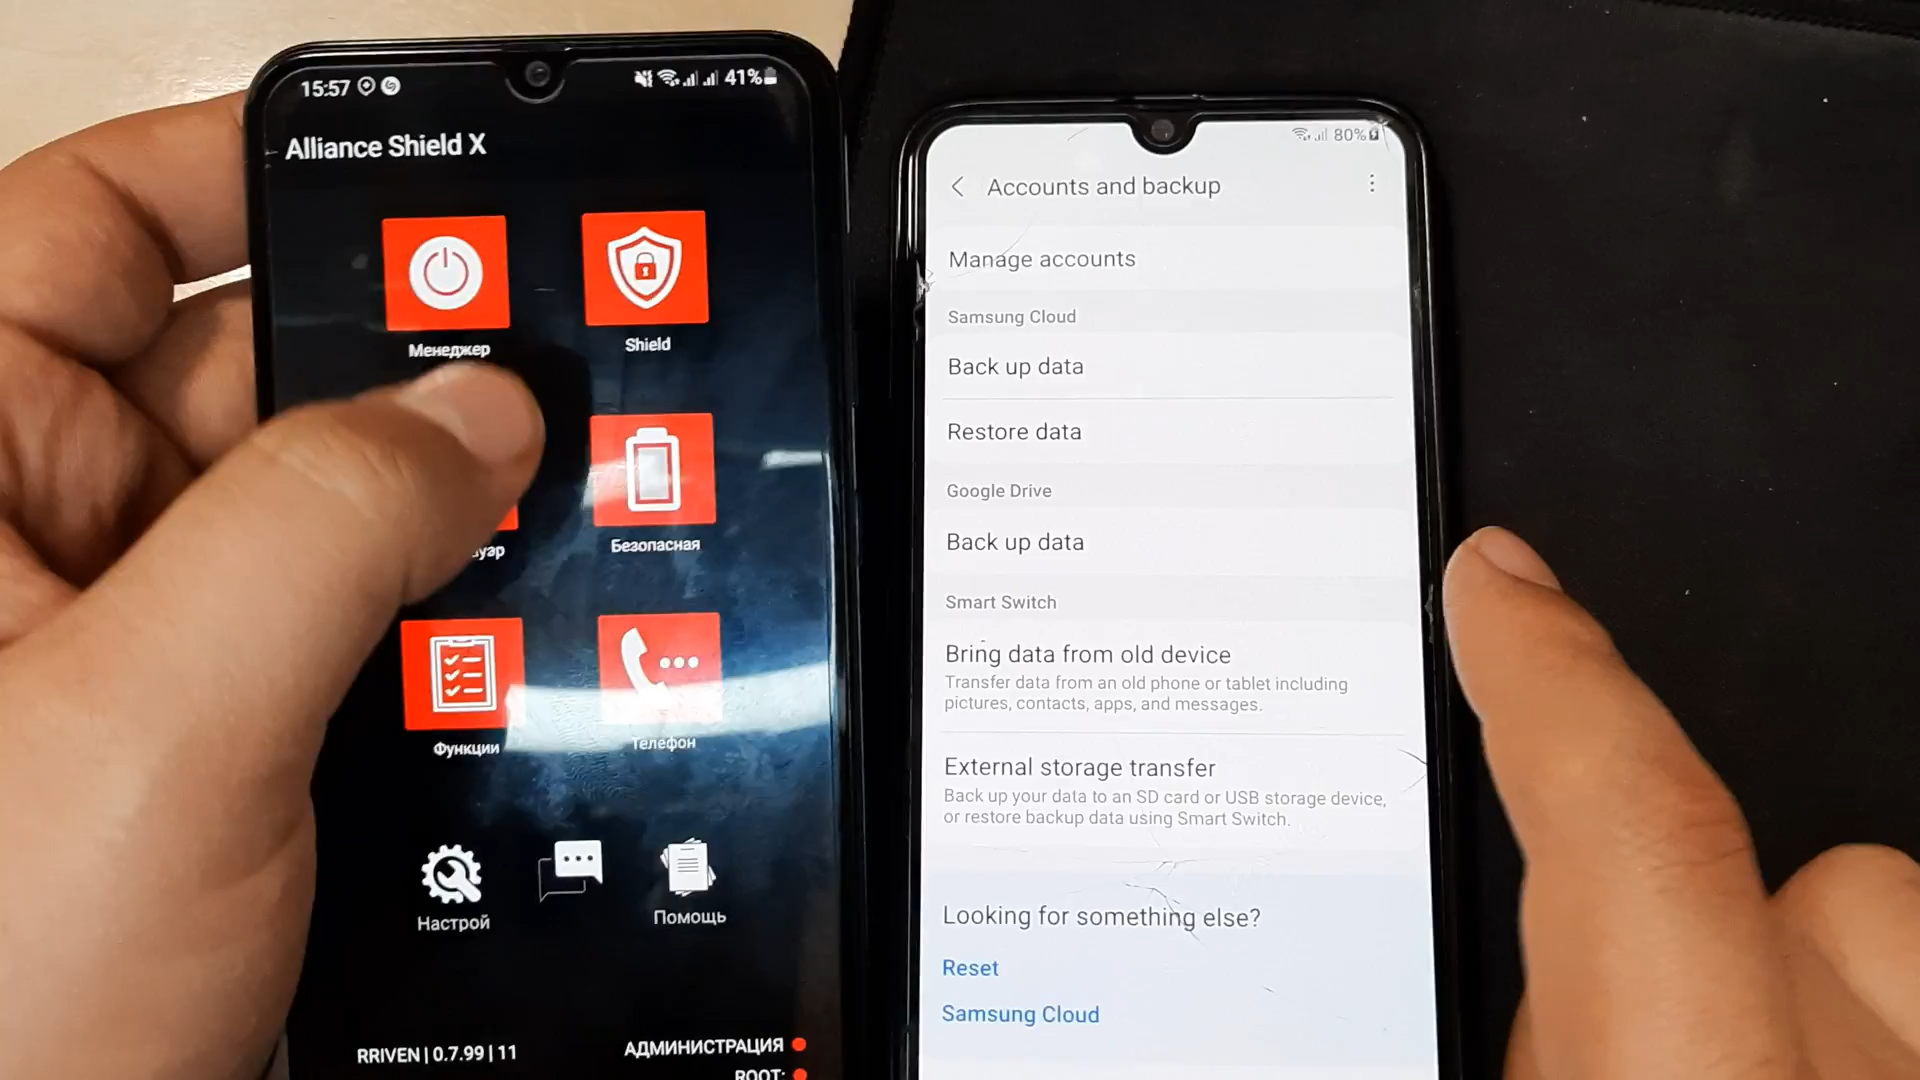 15:57
41%
Alliance Shield X
Менеджер
Shield
Безопасная
Функции
Телефон
Настрой
Помощь
RRIVEN | 0.7.99 | 11
АДМИНИСТРАЦИЯ
ROOT:
80%
Accounts and backup
Manage accounts
Samsung Cloud
Back up data
Restore data
Google Drive
Back up data
Smart Switch
Bring data from old device
Transfer data from an old phone or tablet including
pictures, contacts, apps, and messages.
External storage transfer
Back up your data to an SD card or USB storage device,
or restore backup data using Smart Switch.
Looking for something else?
Reset
Samsung Cloud